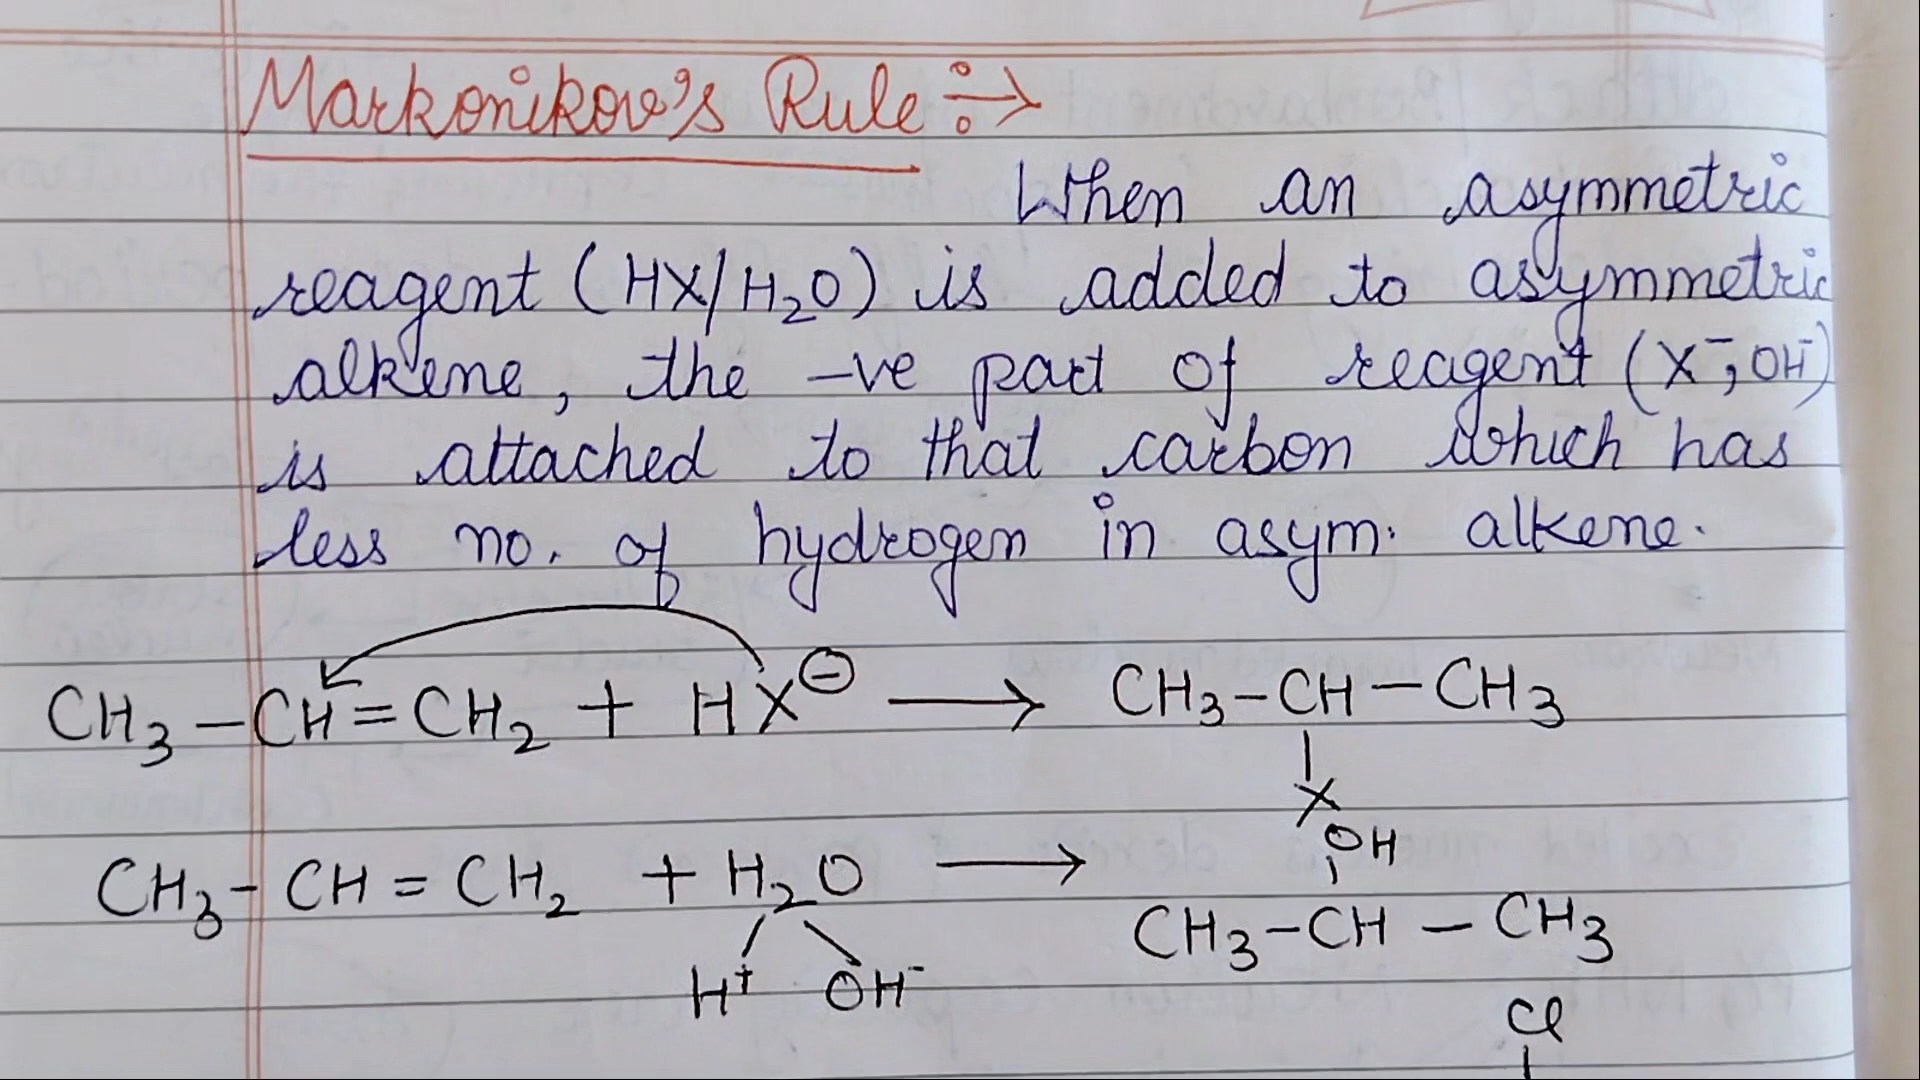 Markonikov's Rule :→
When an asymmetric
reagent (HX/H₂O) is added to asymmetric
alkene, the -ve part of reagent (X⁻, OH⁻)
is attached to that carbon which has
less no. of hydrogen in asym. alkene.
CH₃-CH=CH₂ + HX⊖ → CH₃-CH-CH₃
X
OH
CH₃-CH=CH₂ + H₂O →
CH₃-CH-CH₃
H⁺ OH⁻
Cl